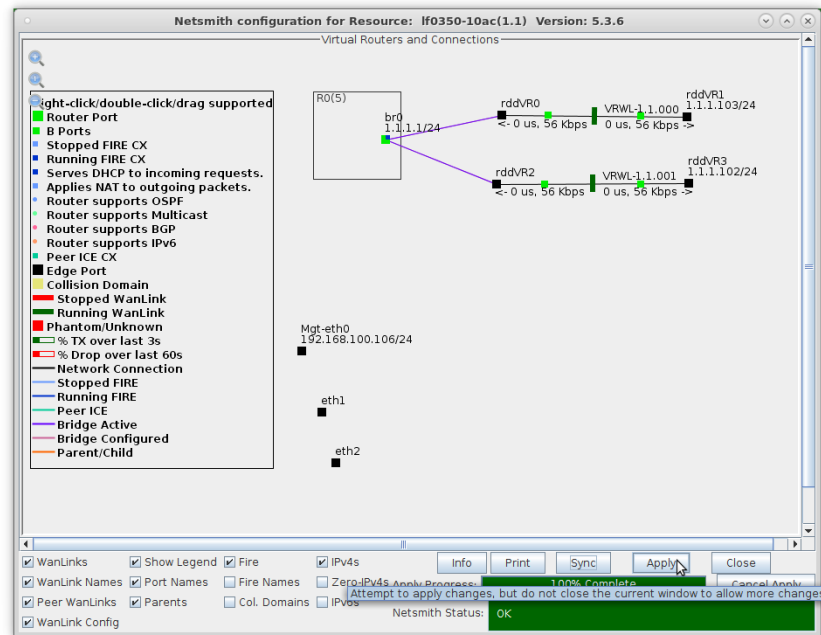 Netsmith configuration for Resource:  lf0350-10ac(1.1)  Version: 5.3.6
Virtual Routers and Connections
ight-click/double-click/drag supported
Router Port
B Ports
Stopped FIRE CX
Running FIRE CX
Serves DHCP to incoming requests.
Applies NAT to outgoing packets.
Router supports OSPF
Router supports Multicast
Router supports BGP
Router supports IPv6
Peer ICE CX
Edge Port
Collision Domain
Stopped WanLink
Running WanLink
Phantom/Unknown
% TX over last 3s
% Drop over last 60s
Network Connection
Stopped FIRE
Running FIRE
Peer ICE
Bridge Active
Bridge Configured
Parent/Child
R0(5)
br0
1.1.1.1/24
rddVR0
<- 0 us, 56 Kbps
VRWL-1.1.000
0 us, 56 Kbps ->
rddVR1
1.1.1.103/24
rddVR2
<- 0 us, 56 Kbps
VRWL-1.1.001
0 us, 56 Kbps ->
rddVR3
1.1.1.102/24
Mgt-eth0
192.168.100.106/24
eth1
eth2
WanLinks Show Legend Fire IPv4s Info Print Sync Apply Close
WanLink Names Port Names Fire Names Zero-IPv4s Apply Progress: 100% Complete Cancel Apply
Attempt to apply changes, but do not close the current window to allow more changes
Peer WanLinks Parents Col. Domains IPv6s
Netsmith Status: OK
WanLink Config